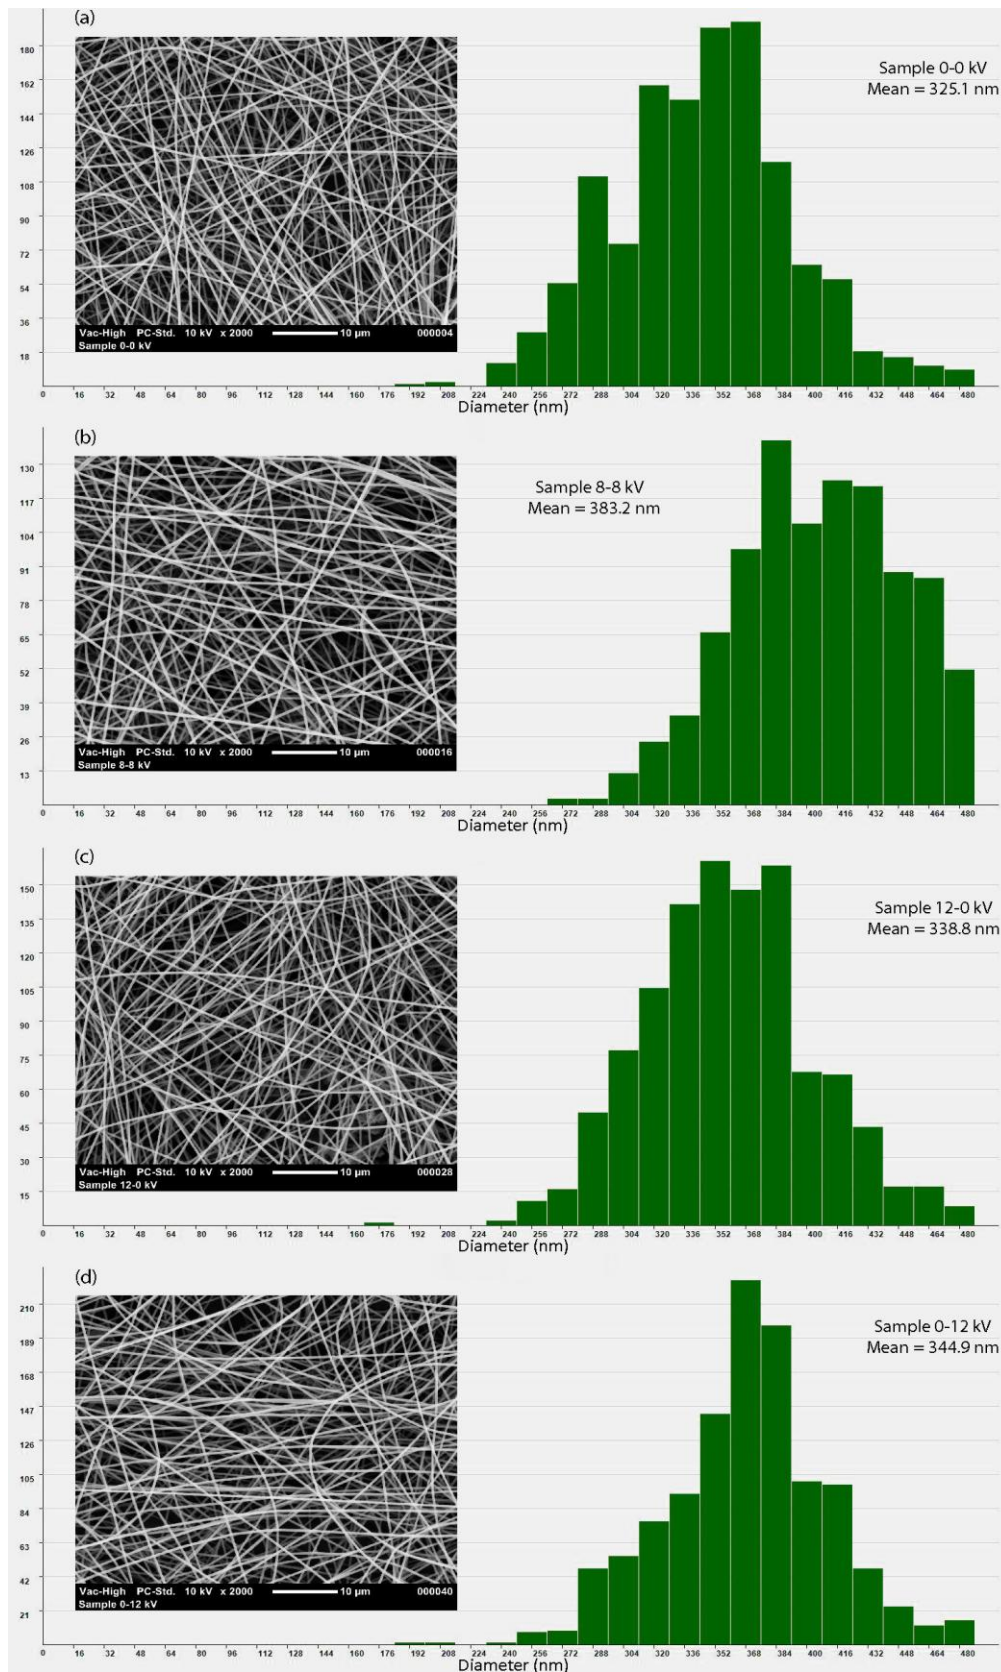 (a)
Sample 0-0 kV
Mean = 325.1 nm
180
162
144
126
108
90
72
54
36
18
Vac-High PC-Std. 10 kV x 2000 10 µm 000004
Sample 0-0 kV
0 16 32 48 64 80 96 112 128 144 160 176 192 208 224 240 256 272 288 304 320 336 352 368 384 400 416 432 448 464 480
Diameter (nm)
(b)
Sample 8-8 kV
Mean = 383.2 nm
130
117
104
91
78
65
52
39
26
13
Vac-High PC-Std. 10 kV x 2000 10 µm 000016
Sample 8-8 kV
0 16 32 48 64 80 96 112 128 144 160 176 192 208 224 240 256 272 288 304 320 336 352 368 384 400 416 432 448 464 480
Diameter (nm)
(c)
Sample 12-0 kV
Mean = 338.8 nm
150
135
120
105
90
75
60
45
30
15
Vac-High PC-Std. 10 kV x 2000 10 µm 000028
Sample 12-0 kV
0 16 32 48 64 80 96 112 128 144 160 176 192 208 224 240 256 272 288 304 320 336 352 368 384 400 416 432 448 464 480
Diameter (nm)
(d)
Sample 0-12 kV
Mean = 344.9 nm
210
189
168
147
126
105
84
63
42
21
Vac-High PC-Std. 10 kV x 2000 10 µm 000040
Sample 0-12 kV
0 16 32 48 64 80 96 112 128 144 160 176 192 208 224 240 256 272 288 304 320 336 352 368 384 400 416 432 448 464 480
Diameter (nm)